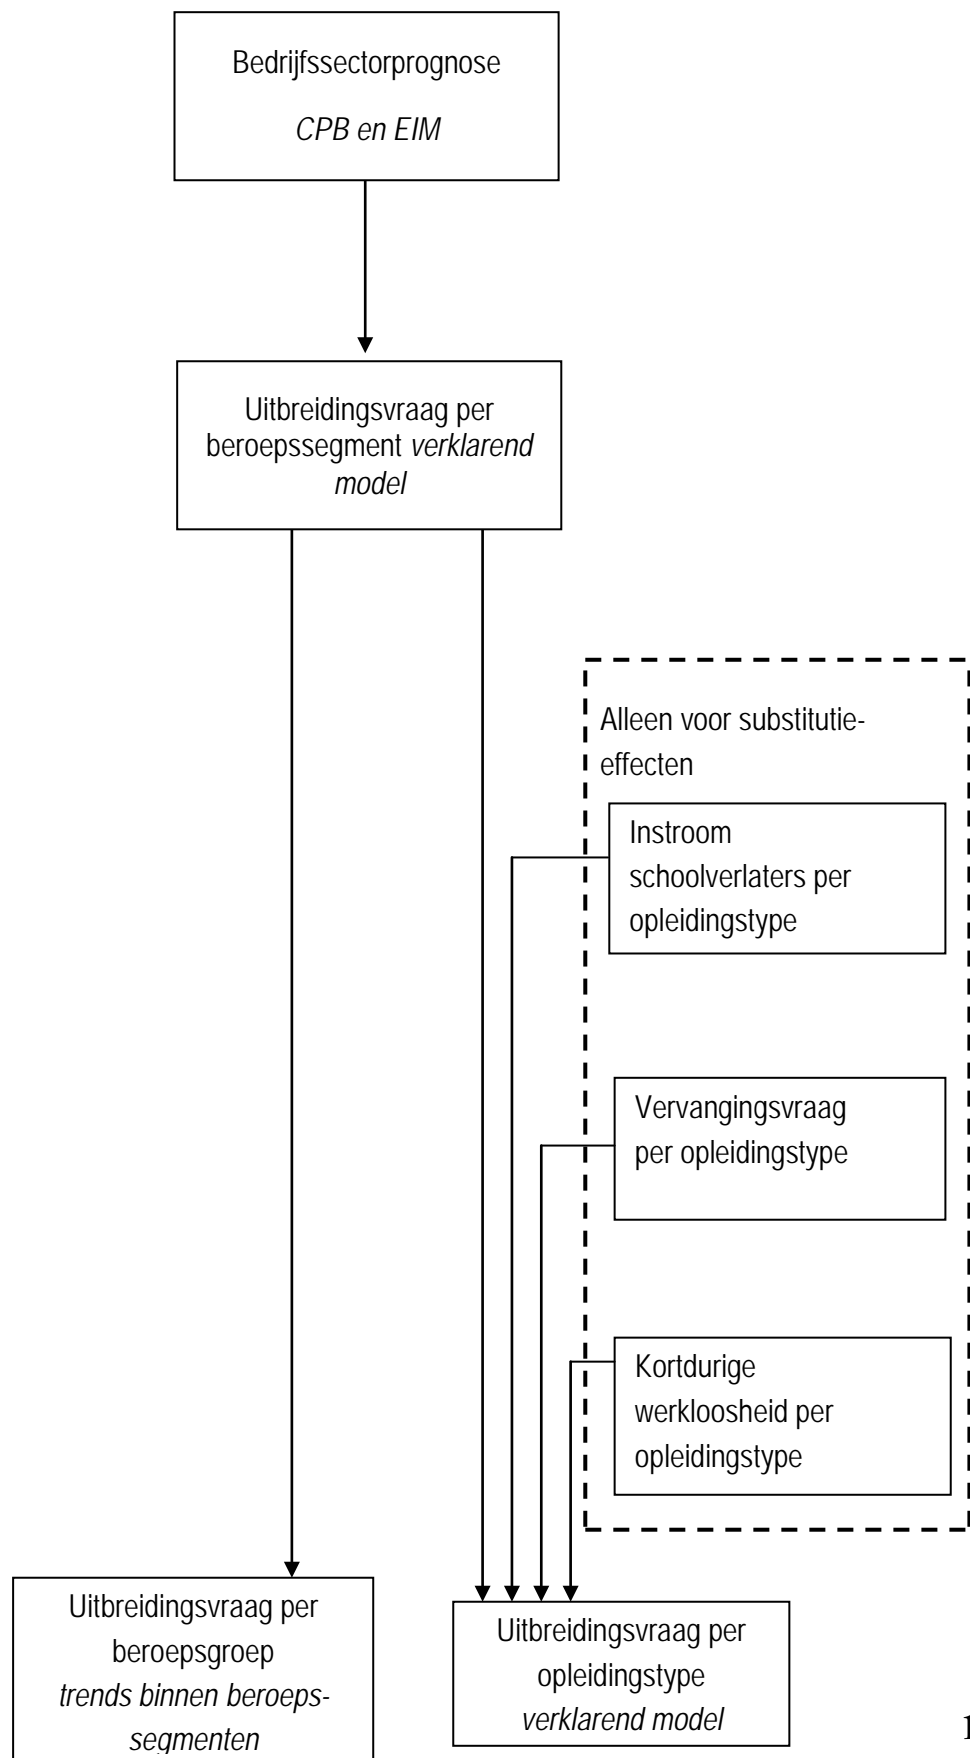 Bedrijfssectorprognose
CPB en EIM
Uitbreidingsvraag per
beroepssegment verklarend
model
Alleen voor substitutie-
effecten
Instroom
schoolverlaters per
opleidingstype
Vervangingsvraag
per opleidingstype
Kortdurige
werkloosheid per
opleidingstype
Uitbreidingsvraag per
beroepsgroep
trends binnen beroeps-
segmenten
Uitbreidingsvraag per
opleidingstype
verklarend model
1